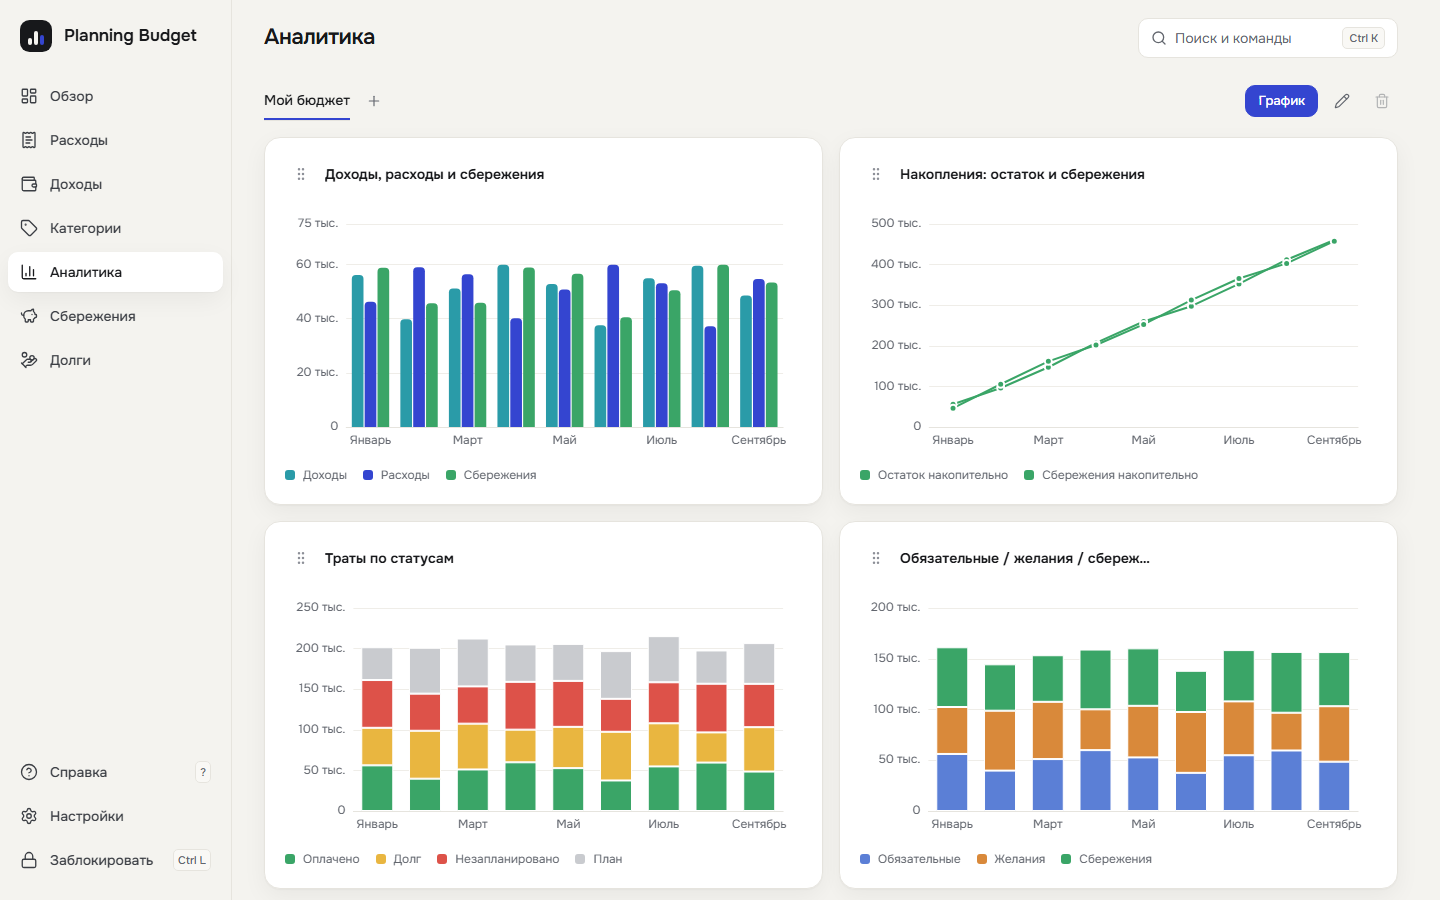 Planning Budget
Обзор
Расходы
Доходы
Категории
Аналитика
Сбережения
Долги
Справка ?
Настройки
Заблокировать Ctrl L
Аналитика
Поиск и команды Ctrl K
Мой бюджет +
График
Доходы, расходы и сбережения
75 тыс.
60 тыс.
40 тыс.
20 тыс.
0
Январь Март Май Июль Сентябрь
Доходы Расходы Сбережения
Накопления: остаток и сбережения
500 тыс.
400 тыс.
300 тыс.
200 тыс.
100 тыс.
0
Январь Март Май Июль Сентябрь
Остаток накопительно Сбережения накопительно
Траты по статусам
250 тыс.
200 тыс.
150 тыс.
100 тыс.
50 тыс.
0
Январь Март Май Июль Сентябрь
Оплачено Долг Незапланировано План
Обязательные / желания / сбереж...
200 тыс.
150 тыс.
100 тыс.
50 тыс.
0
Январь Март Май Июль Сентябрь
Обязательные Желания Сбережения